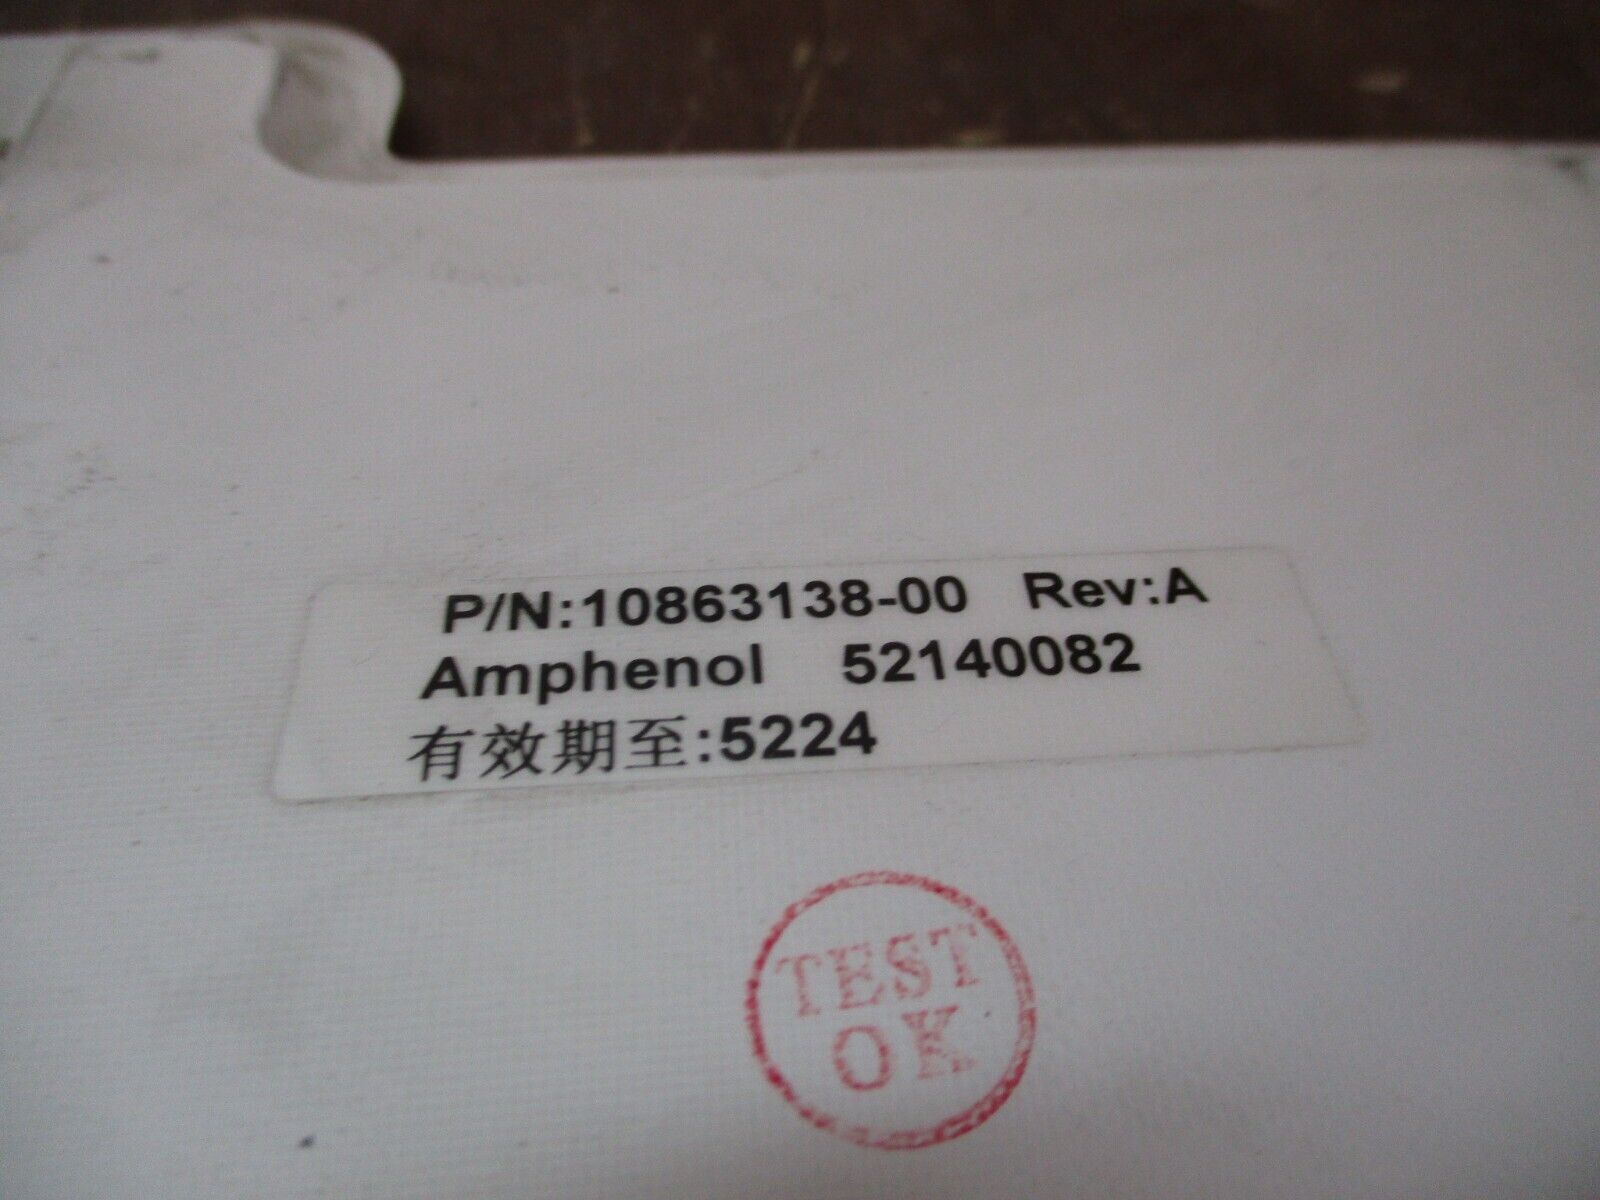 P/N:10863138-00 Rev:A
Amphenol 52140082
有效期至:5224
TEST
OK